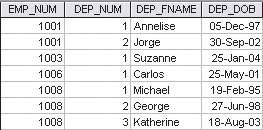 EMP_NUM DEP_NUM DEP_FNAME DEP_DOB
1001 1 Annelise 05-Dec-97
1001 2 Jorge 30-Sep-02
1003 1 Suzanne 25-Jan-04
1006 1 Carlos 25-May-01
1008 1 Michael 19-Feb-95
1008 2 George 27-Jun-98
1008 3 Katherine 18-Aug-03